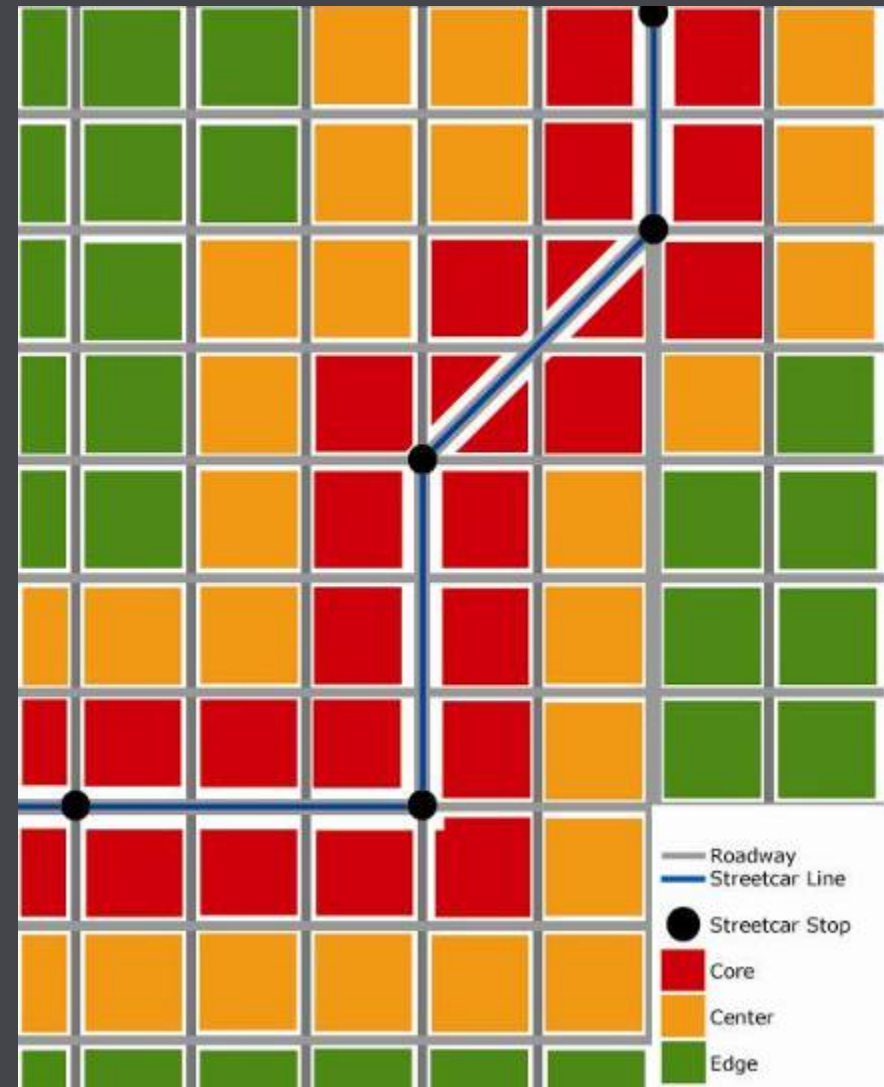 Roadway
Streetcar Line
Streetcar Stop
Core
Center
Edge